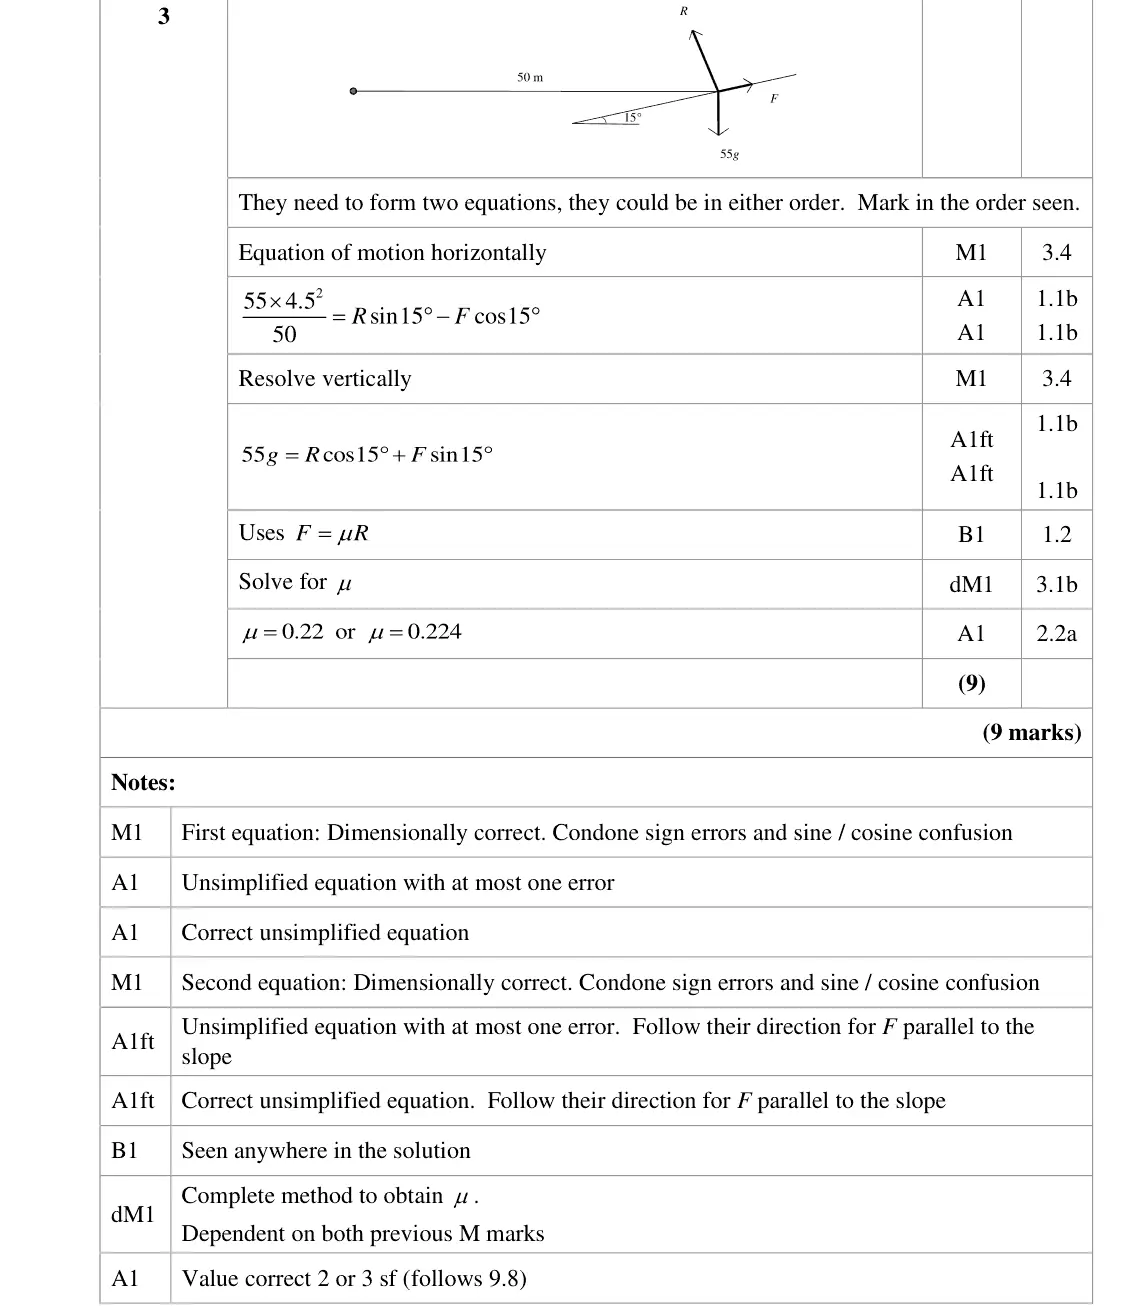 3
R
50 m
F
15°
55g
They need to form two equations, they could be in either order.  Mark in the order seen.
Equation of motion horizontally M1 3.4
55×4.5²/50 = R sin15° − F cos15° A1 1.1b
A1 1.1b
Resolve vertically M1 3.4
55g = R cos15° + F sin15° A1ft 1.1b
A1ft 1.1b
Uses F = μR B1 1.2
Solve for μ dM1 3.1b
μ = 0.22 or μ = 0.224 A1 2.2a
(9)
(9 marks)
Notes:
M1 First equation: Dimensionally correct. Condone sign errors and sine / cosine confusion
A1 Unsimplified equation with at most one error
A1 Correct unsimplified equation
M1 Second equation: Dimensionally correct. Condone sign errors and sine / cosine confusion
A1ft Unsimplified equation with at most one error.  Follow their direction for F parallel to the
slope
A1ft Correct unsimplified equation.  Follow their direction for F parallel to the slope
B1 Seen anywhere in the solution
dM1 Complete method to obtain μ .
Dependent on both previous M marks
A1 Value correct 2 or 3 sf (follows 9.8)